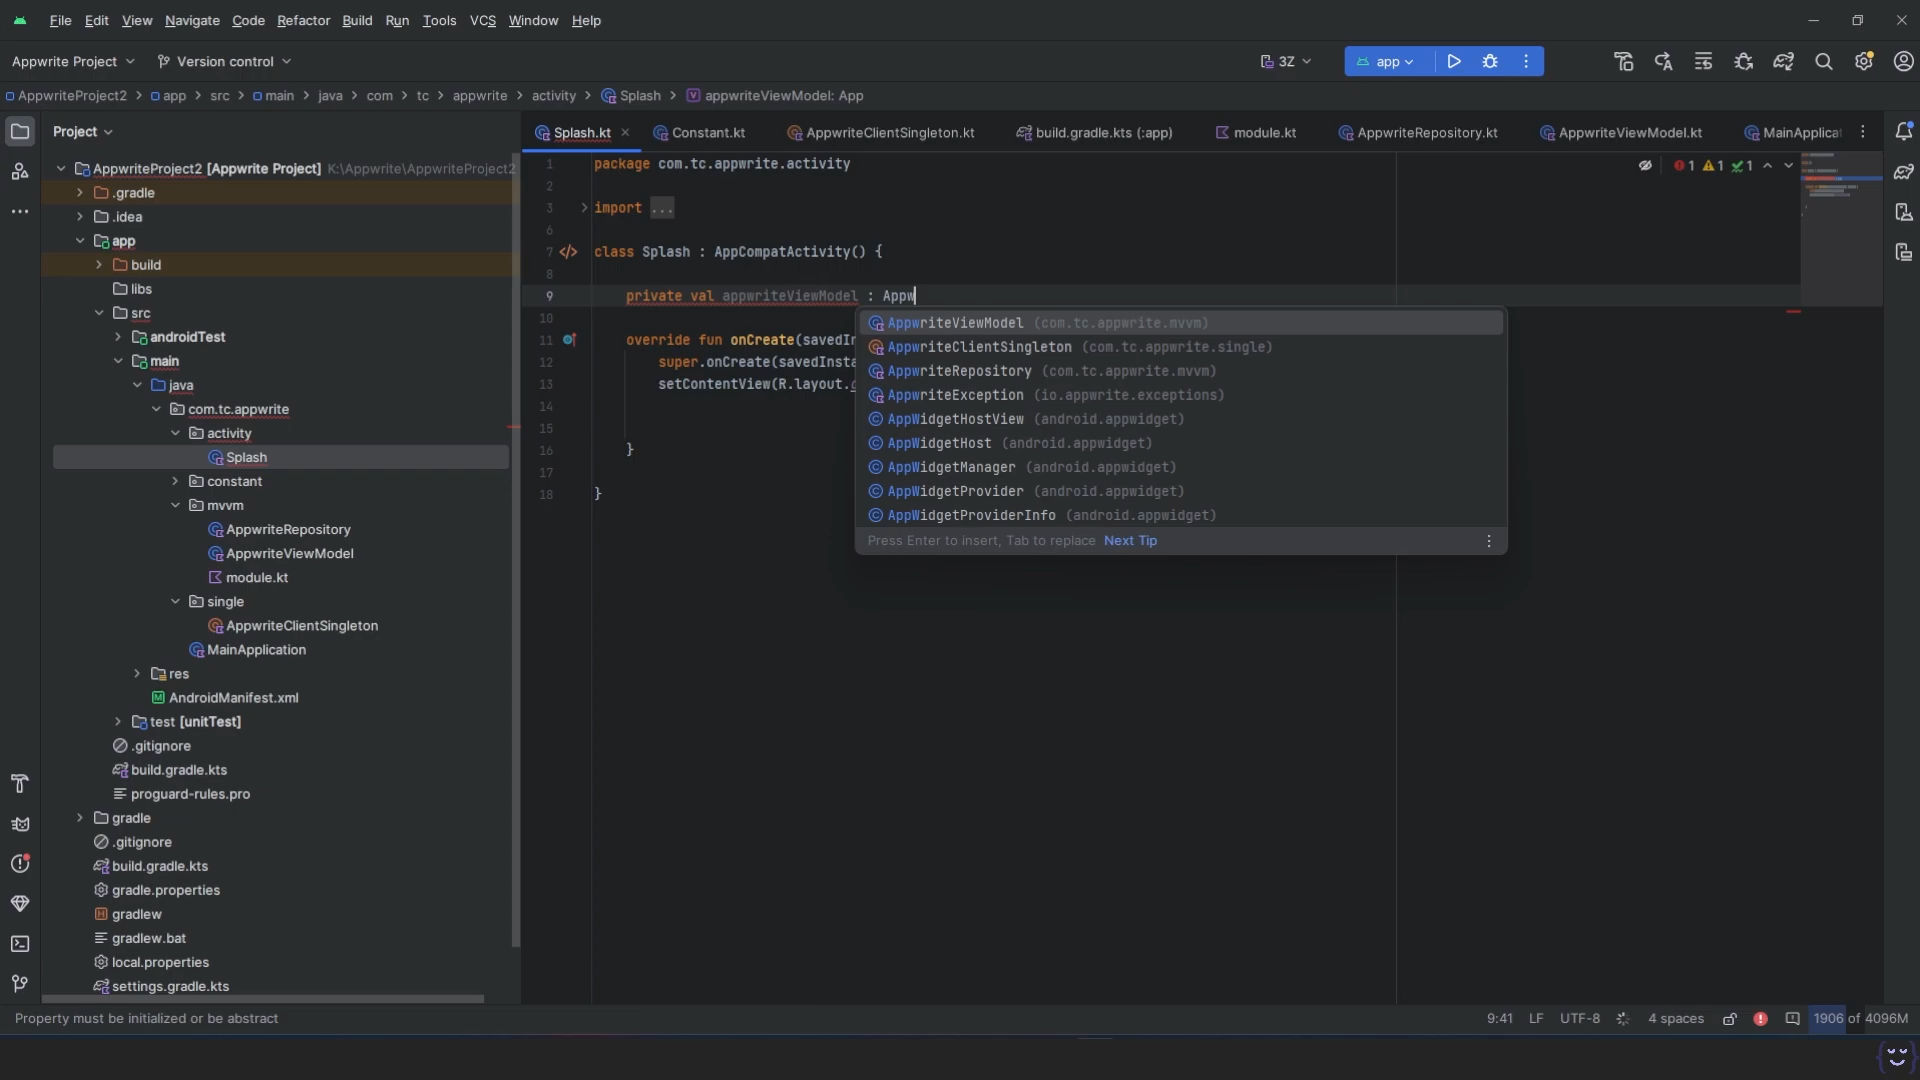 File Edit View Navigate Code Refactor Build Run Tools VCS Window Help
Appwrite Project Version control 3Z app
AppwriteProject2 app src main java com tc appwrite activity Splash appwriteViewModel: App
Project
Splash.kt Constant.kt AppwriteClientSingleton.kt build.gradle.kts (:app) module.kt AppwriteRepository.kt AppwriteViewModel.kt MainApplicat
AppwriteProject2 [Appwrite Project] K:\Appwrite\AppwriteProject2
.gradle
.idea
app
build
libs
src
androidTest
main
java
com.tc.appwrite
activity
Splash
constant
mvvm
AppwriteRepository
AppwriteViewModel
module.kt
single
AppwriteClientSingleton
MainApplication
res
AndroidManifest.xml
test [unitTest]
.gitignore
build.gradle.kts
proguard-rules.pro
gradle
.gitignore
build.gradle.kts
gradle.properties
gradlew
gradlew.bat
local.properties
settings.gradle.kts
1 package com.tc.appwrite.activity
1 1 1
2
3 import ...
6
7 class Splash : AppCompatActivity() {
8
9 private val appwriteViewModel : Appw
10
11 override fun onCreate(savedIn
12 super.onCreate(savedInsta
13 setContentView(R.layout.
14
15
16 }
17
18 }
AppwriteViewModel (com.tc.appwrite.mvvm)
AppwriteClientSingleton (com.tc.appwrite.single)
AppwriteRepository (com.tc.appwrite.mvvm)
AppwriteException (io.appwrite.exceptions)
AppWidgetHostView (android.appwidget)
AppWidgetHost (android.appwidget)
AppWidgetManager (android.appwidget)
AppWidgetProvider (android.appwidget)
AppWidgetProviderInfo (android.appwidget)
Press Enter to insert, Tab to replace Next Tip
Property must be initialized or be abstract
9:41 LF UTF-8 4 spaces 1906 of 4096M